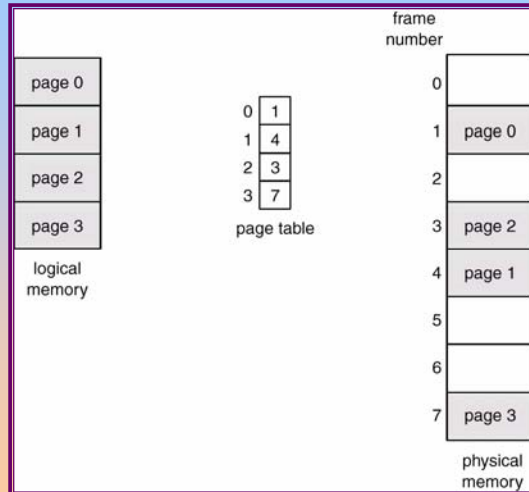 page 0
page 1
page 2
page 3
logical
memory
0 1
1 4
2 3
3 7
page table
frame
number
0
1 page 0
2
3 page 2
4 page 1
5
6
7 page 3
physical
memory